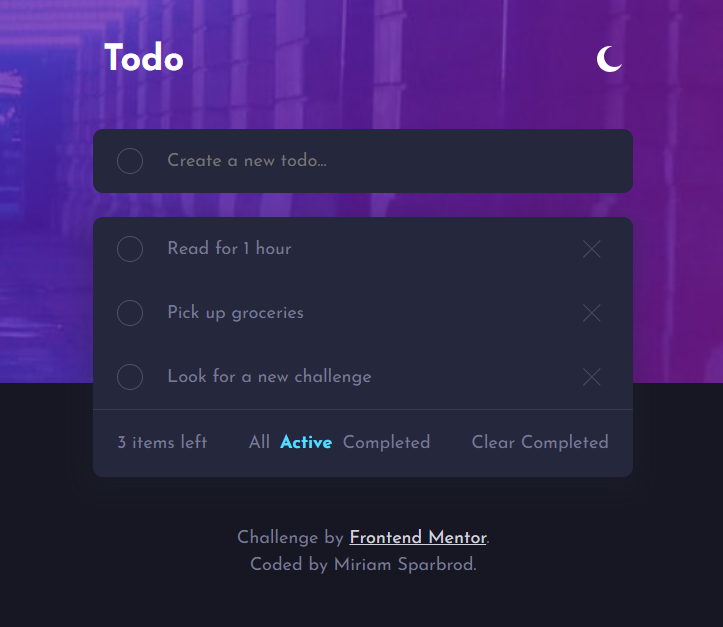 Todo
Create a new todo...
Read for 1 hour
Pick up groceries
Look for a new challenge
3 items left All Active Completed Clear Completed
Challenge by Frontend Mentor.
Coded by Miriam Sparbrod.